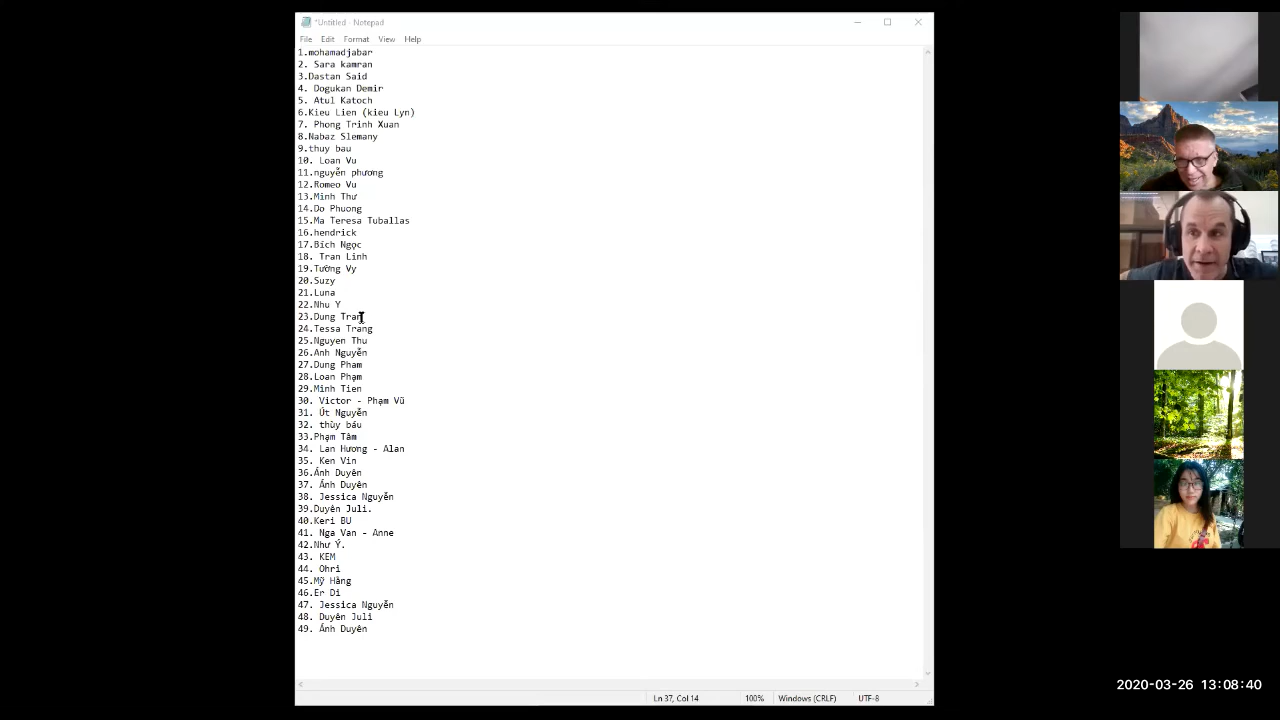 *Untitled - Notepad
File Edit Format View Help
1.mohamadjabar
2. Sara kamran
3.Dastan Said
4. Dogukan Demir
5. Atul Katoch
6.Kieu Lien (kieu Lyn)
7. Phong Trinh Xuan
8.Nabaz Slemany
9.thuy bau
10. Loan Vu
11.nguyễn phương
12.Romeo Vu
13.Minh Thư
14.Do Phuong
15.Ma Teresa Tuballas
16.hendrick
17.Bích Ngọc
18. Tran Linh
19.Tường Vy
20.Suzy
21.Luna
22.Nhu Y
23.Dung Tran
24.Tessa Trang
25.Nguyen Thu
26.Anh Nguyễn
27.Dung Pham
28.Loan Phạm
29.Minh Tien
30. Victor - Phạm Vũ
31. Út Nguyễn
32. thùy báu
33.Phạm Tâm
34. Lan Hương - Alan
35. Ken Vin
36.Ánh Duyên
37. Ánh Duyên
38. Jessica Nguyễn
39.Duyên Juli.
40.Keri BU
41. Nga Van - Anne
42.Như Ý.
43. KEM
44. Ohri
45.Mỹ Hằng
46.Er Di
47. Jessica Nguyễn
48. Duyên Juli
49. Ánh Duyên
Ln 37, Col 14 100% Windows (CRLF) UTF-8
2020-03-26 13:08:40